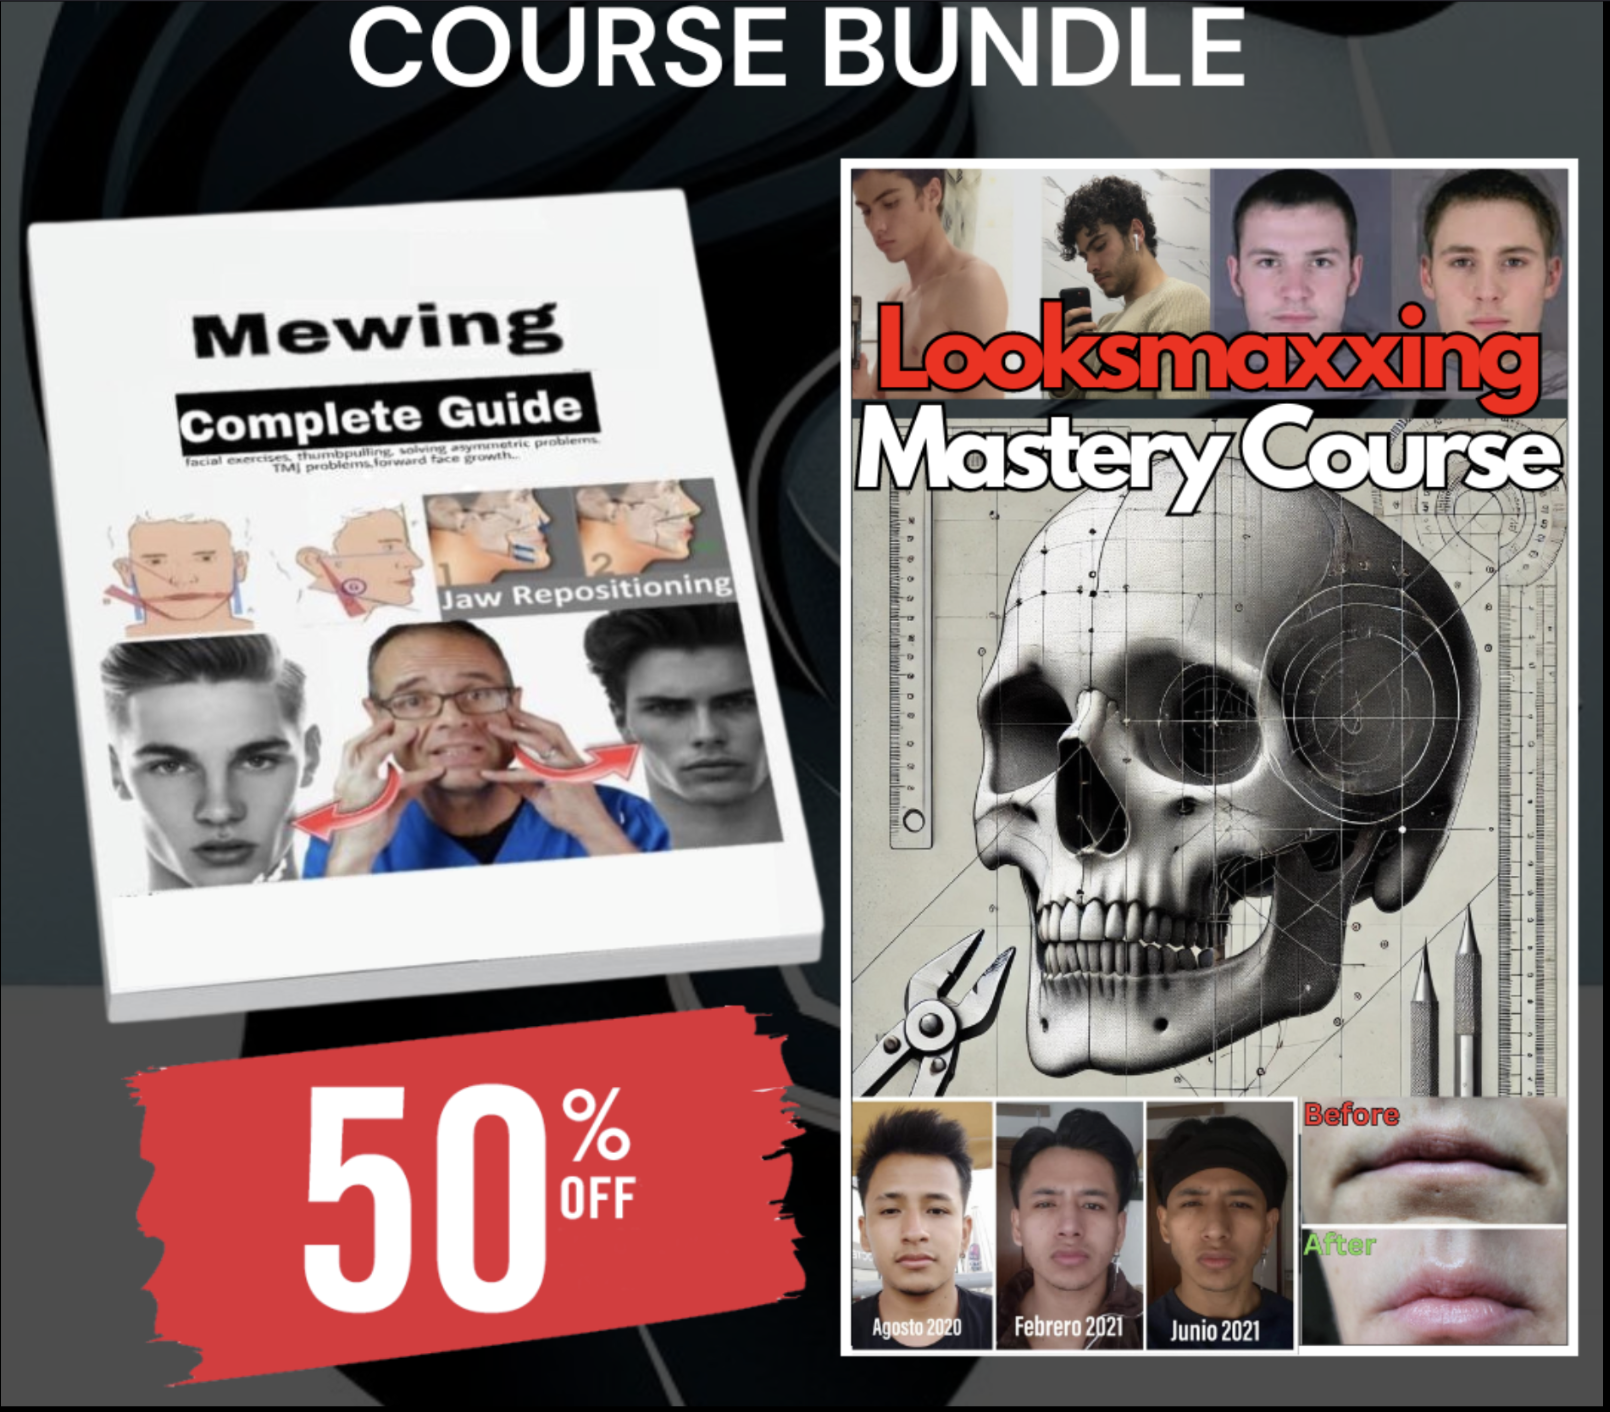 COURSE BUNDLE
Mewing
Complete Guide
facial exercises, thumbpulling, solving asymmetric problems.
TMJ problems,forward face growth...
1
2
Jaw Repositioning
50
%
OFF
Looksmaxxing
Mastery Course
Before
After
Agosto 2020
Febrero 2021
Junio 2021